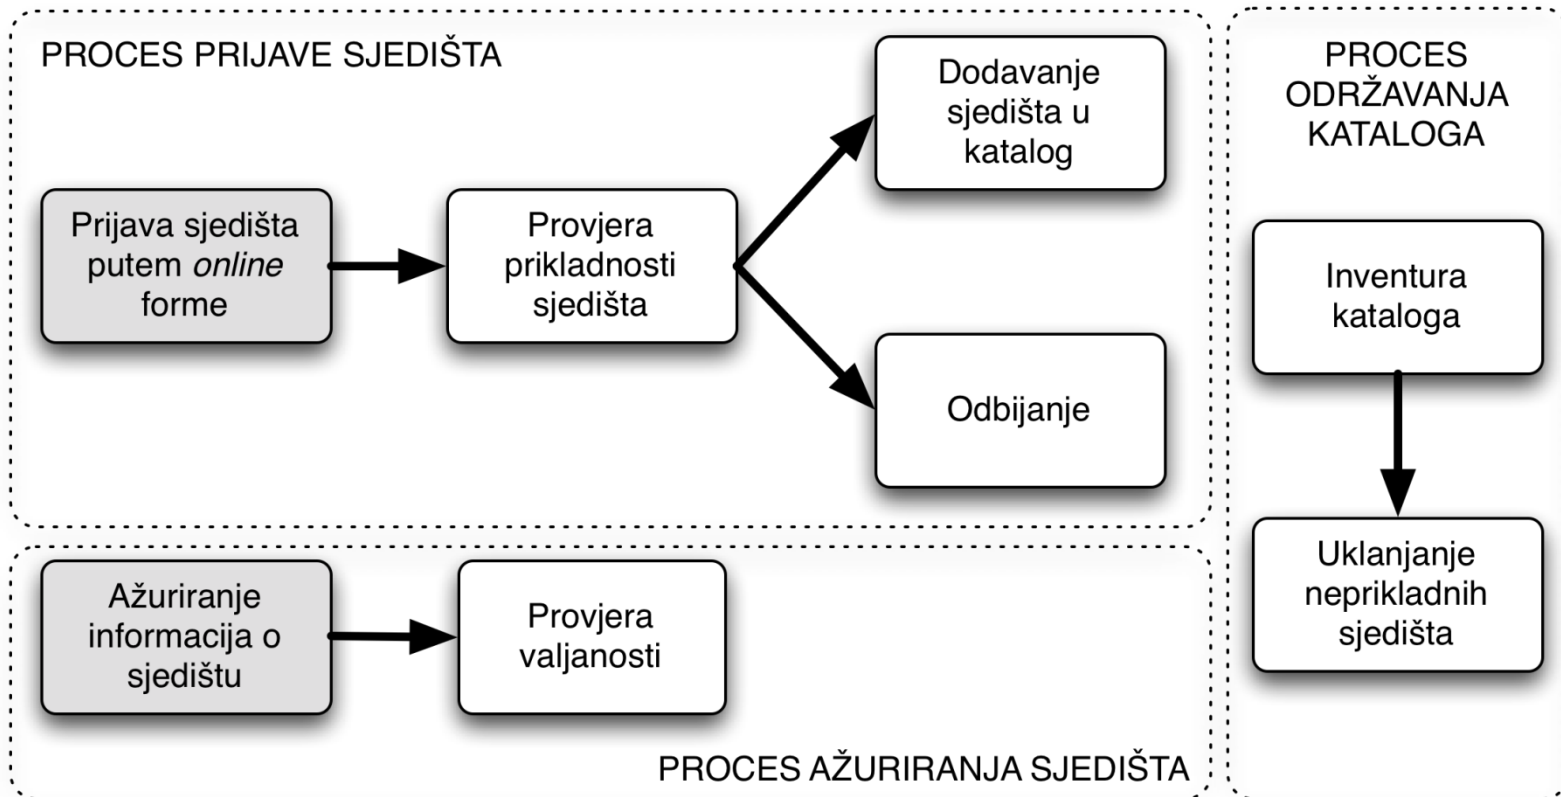 PROCES PRIJAVE SJEDIŠTA
Prijava sjedišta
putem online
forme
Provjera
prikladnosti
sjedišta
Dodavanje
sjedišta u
katalog
Odbijanje
Ažuriranje
informacija o
sjedištu
Provjera
valjanosti
PROCES AŽURIRANJA SJEDIŠTA
PROCES
ODRŽAVANJA
KATALOGA
Inventura
kataloga
Uklanjanje
neprikladnih
sjedišta